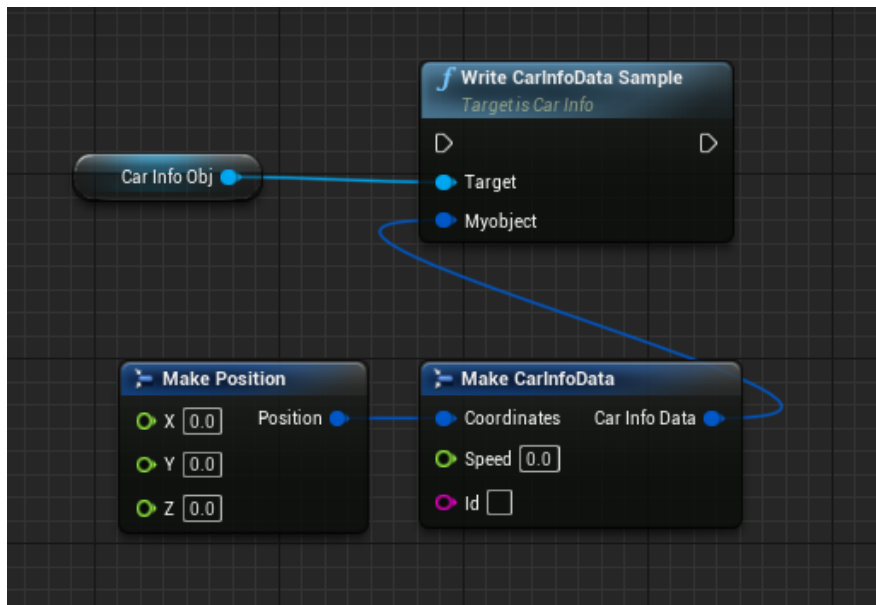 Write CarInfoData Sample
Target is Car Info
Car Info Obj
Target
Myobject
Make Position
X 0.0 Position
Y 0.0
Z 0.0
Make CarInfoData
Coordinates Car Info Data
Speed 0.0
Id